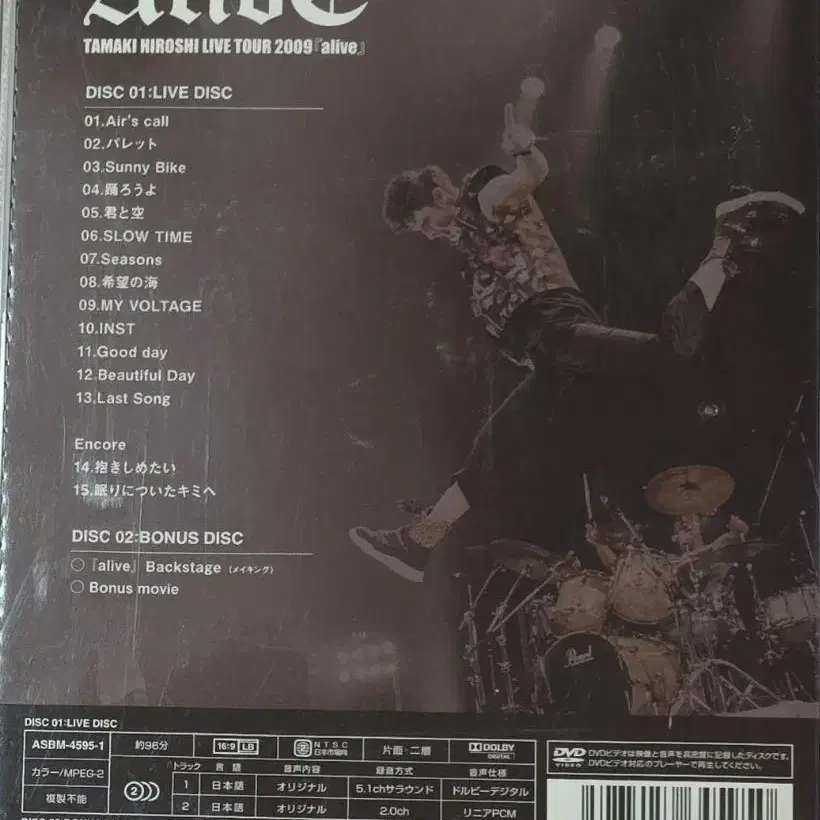 alive
TAMAKI HIROSHI LIVE TOUR 2009『alive』
DISC 01:LIVE DISC
01.Air's call
02.パレット
03.Sunny Bike
04.踊ろうよ
05.君と空
06.SLOW TIME
07.Seasons
08.希望の海
09.MY VOLTAGE
10.INST
11.Good day
12.Beautiful Day
13.Last Song
Encore
14.抱きしめたい
15.眠りについたキミへ
DISC 02:BONUS DISC
○『alive』Backstage (メイキング)
○ Bonus movie
Pearl
DISC 01:LIVE DISC
ASBM-4595-1 約96分 16:9 LB 2 NTSC 日本市場向 片面・二層 DOLBY DIGITAL
カラー/MPEG-2 2 トラック 言語 音声内容 録音方式 音声仕様
1 日本語 オリジナル 5.1chサラウンド ドルビーデジタル
複製不能 2 日本語 オリジナル 2.0ch リニアPCM
DVD VIDEO DVDビデオは映像と音声を高密度に記録したディスクです。
DVDビデオ対応のプレーヤーで再生してください。